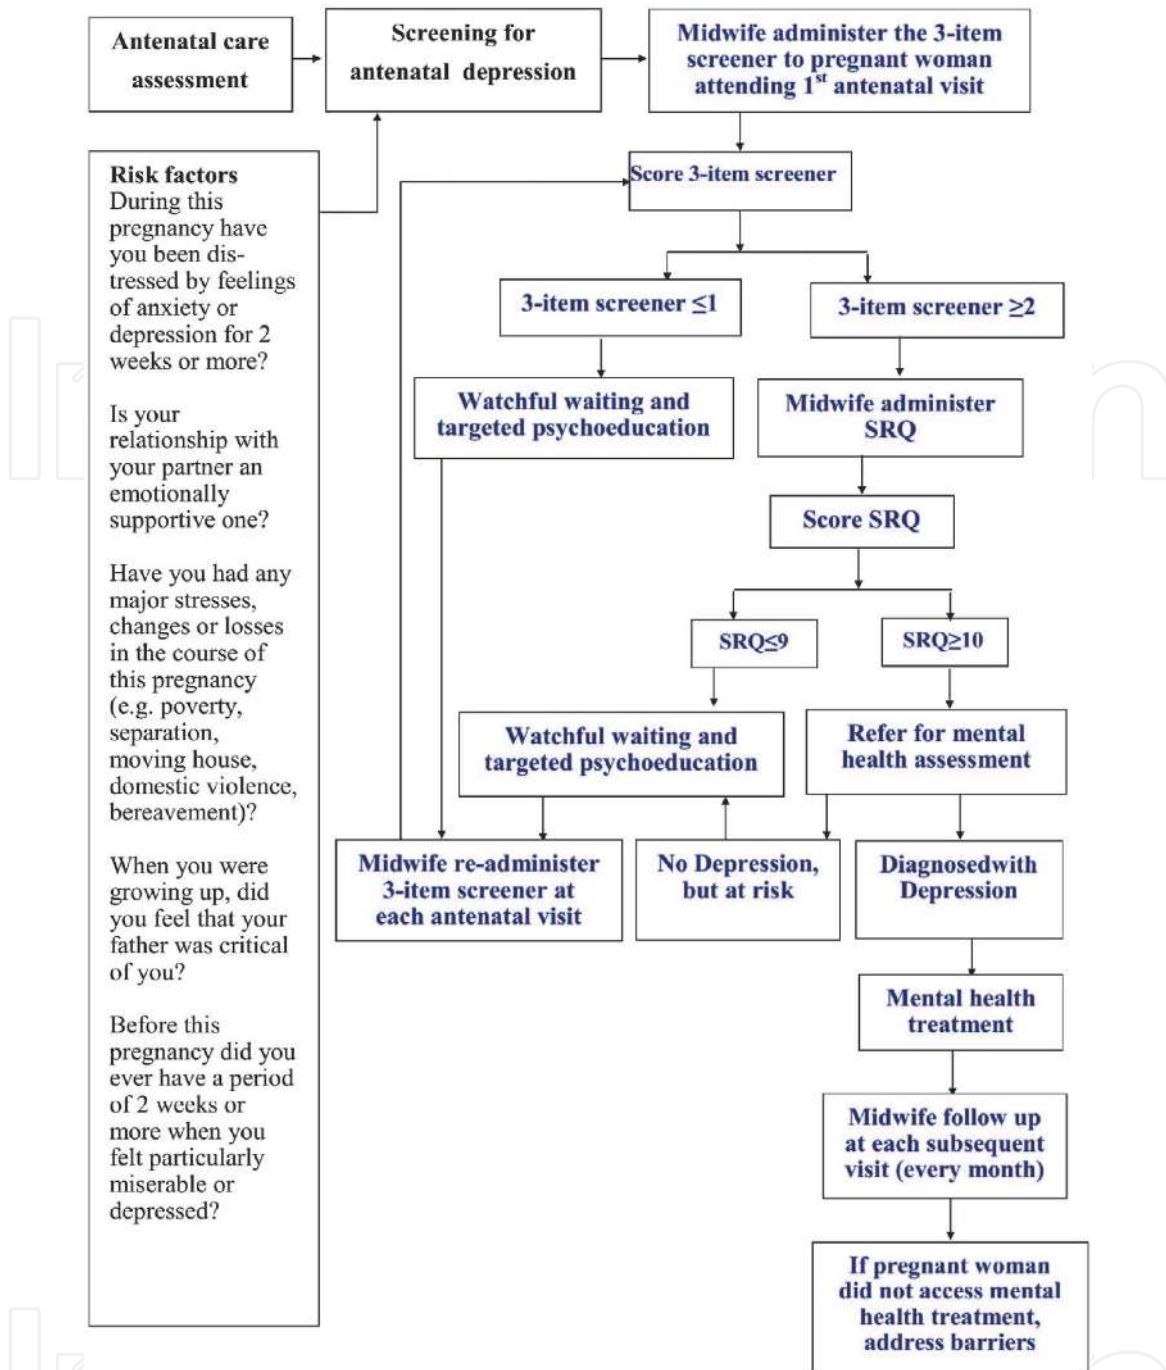 Antenatal care
assessment
Screening for
antenatal depression
Midwife administer the 3-item
screener to pregnant woman
attending 1st antenatal visit
Risk factors
During this
pregnancy have
you been dis-
tressed by feelings
of anxiety or
depression for 2
weeks or more?
Is your
relationship with
your partner an
emotionally
supportive one?
Have you had any
major stresses,
changes or losses
in the course of
this pregnancy
(e.g. poverty,
separation,
moving house,
domestic violence,
bereavement)?
When you were
growing up, did
you feel that your
father was critical
of you?
Before this
pregnancy did you
ever have a period
of 2 weeks or
more when you
felt particularly
miserable or
depressed?
Score 3-item screener
3-item screener ≤1
3-item screener ≥2
Watchful waiting and
targeted psychoeducation
Midwife administer
SRQ
Score SRQ
SRQ≤9
SRQ≥10
Watchful waiting and
targeted psychoeducation
Refer for mental
health assessment
Midwife re-administer
3-item screener at
each antenatal visit
No Depression,
but at risk
Diagnosedwith
Depression
Mental health
treatment
Midwife follow up
at each subsequent
visit (every month)
If pregnant woman
did not access mental
health treatment,
address barriers